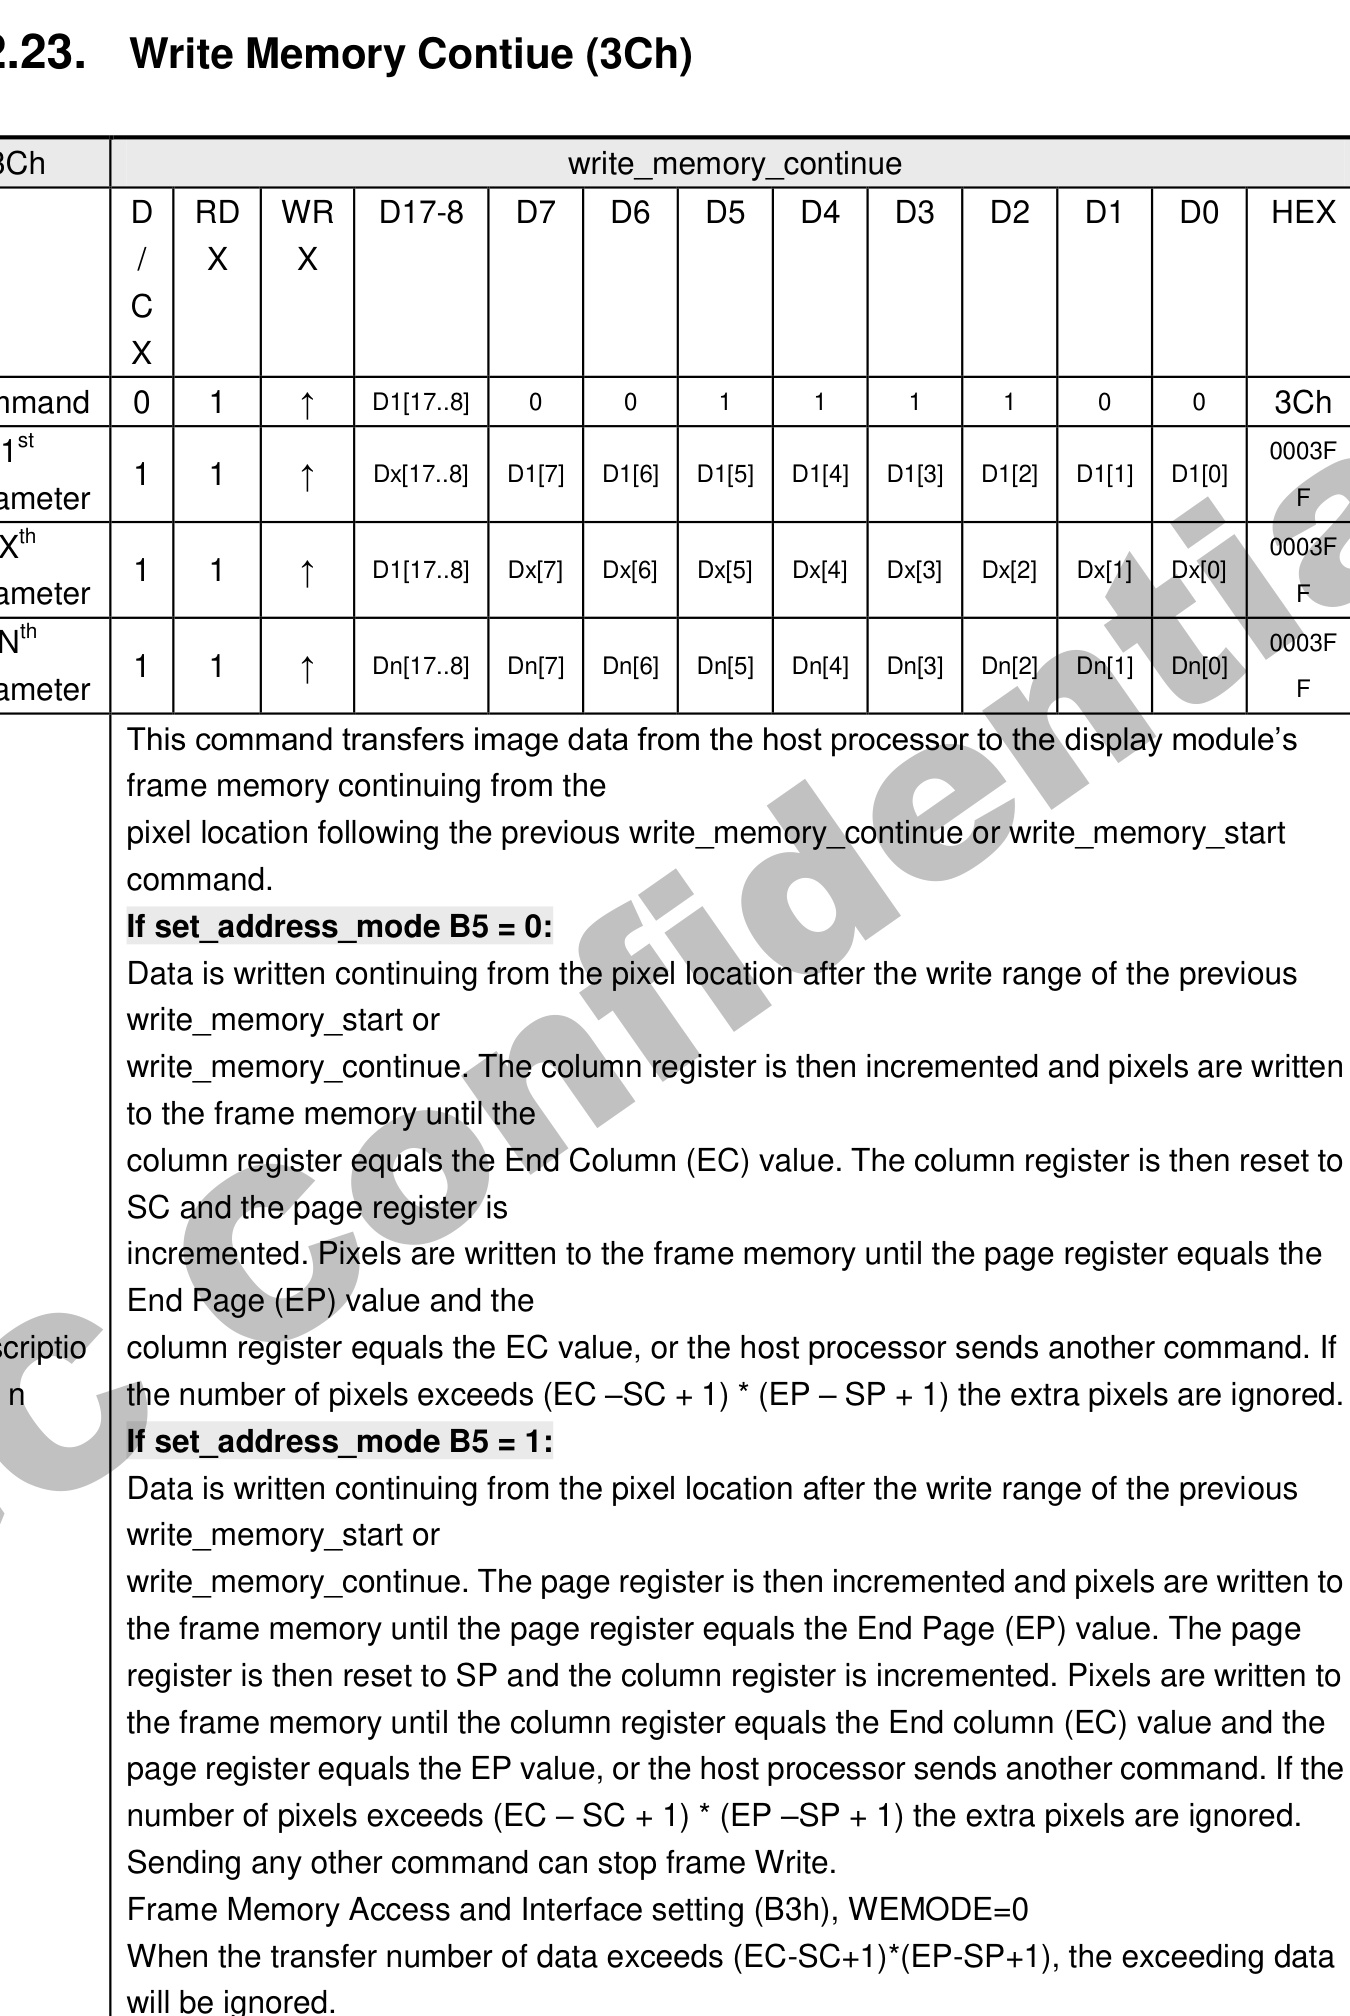 2.23. Write Memory Contiue (3Ch)
3Ch write_memory_continue
D/CX RDX WRX D17-8 D7 D6 D5 D4 D3 D2 D1 D0 HEX
mmand 0 1 ↑ D1[17..8] 0 0 1 1 1 1 0 0 3Ch
1st ameter 1 1 ↑ Dx[17..8] D1[7] D1[6] D1[5] D1[4] D1[3] D1[2] D1[1] D1[0] 0003FF
Xth ameter 1 1 ↑ D1[17..8] Dx[7] Dx[6] Dx[5] Dx[4] Dx[3] Dx[2] Dx[1] Dx[0] 0003FF
Nth ameter 1 1 ↑ Dn[17..8] Dn[7] Dn[6] Dn[5] Dn[4] Dn[3] Dn[2] Dn[1] Dn[0] 0003FF
scription
This command transfers image data from the host processor to the display module’s
frame memory continuing from the
pixel location following the previous write_memory_continue or write_memory_start
command.
If set_address_mode B5 = 0:
Data is written continuing from the pixel location after the write range of the previous
write_memory_start or
write_memory_continue. The column register is then incremented and pixels are written
to the frame memory until the
column register equals the End Column (EC) value. The column register is then reset to
SC and the page register is
incremented. Pixels are written to the frame memory until the page register equals the
End Page (EP) value and the
column register equals the EC value, or the host processor sends another command. If
the number of pixels exceeds (EC –SC + 1) * (EP – SP + 1) the extra pixels are ignored.
If set_address_mode B5 = 1:
Data is written continuing from the pixel location after the write range of the previous
write_memory_start or
write_memory_continue. The page register is then incremented and pixels are written to
the frame memory until the page register equals the End Page (EP) value. The page
register is then reset to SP and the column register is incremented. Pixels are written to
the frame memory until the column register equals the End column (EC) value and the
page register equals the EP value, or the host processor sends another command. If the
number of pixels exceeds (EC – SC + 1) * (EP –SP + 1) the extra pixels are ignored.
Sending any other command can stop frame Write.
Frame Memory Access and Interface setting (B3h), WEMODE=0
When the transfer number of data exceeds (EC-SC+1)*(EP-SP+1), the exceeding data
will be ignored.
C Confidentia